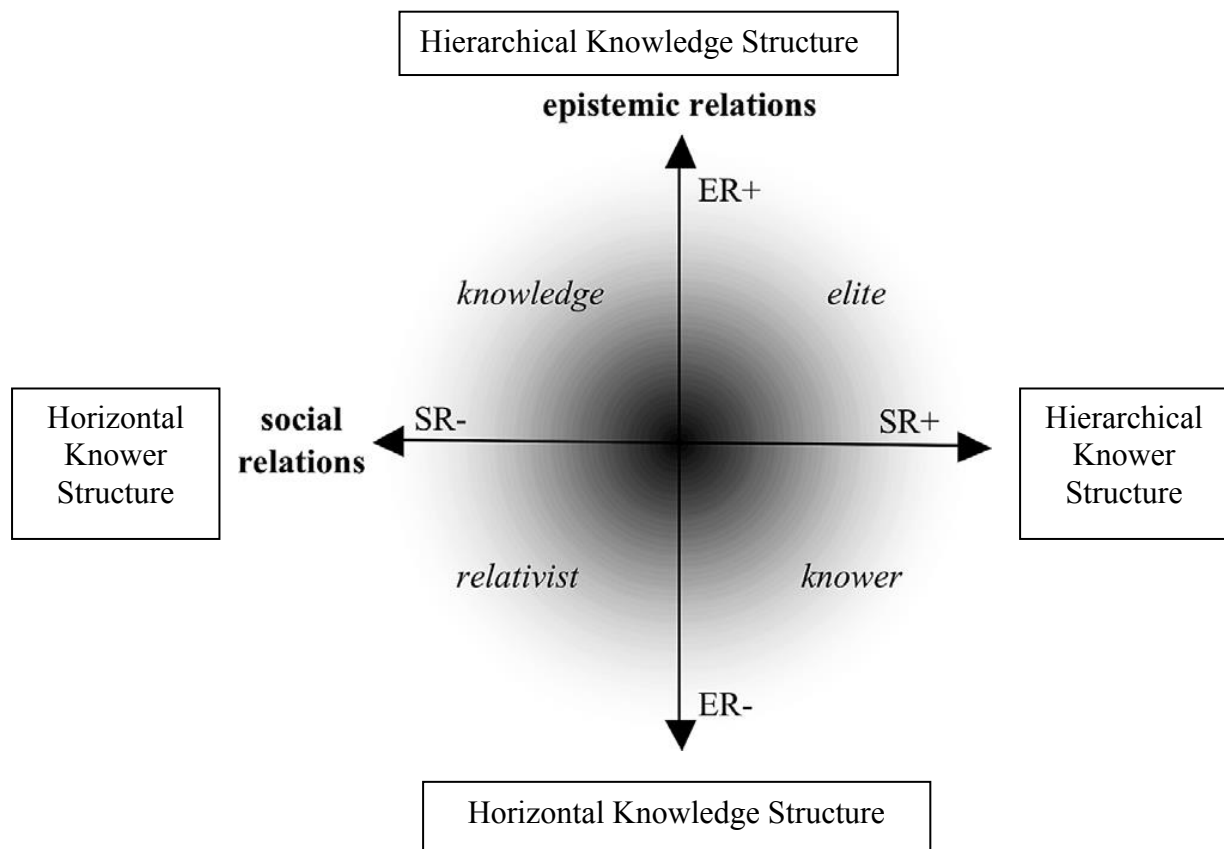 Hierarchical Knowledge Structure
epistemic relations
ER+
knowledge
elite
Horizontal
Knower
Structure
social
relations
SR-
SR+
Hierarchical
Knower
Structure
relativist
knower
ER-
Horizontal Knowledge Structure